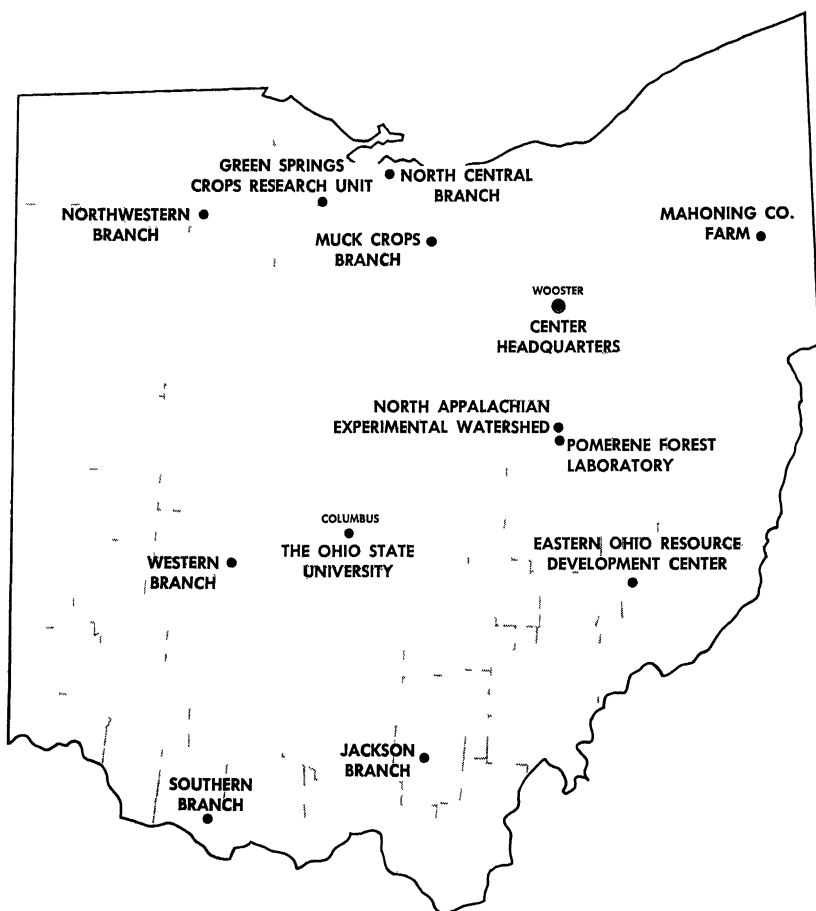 GREEN SPRINGS
CROPS RESEARCH UNIT
NORTH CENTRAL
BRANCH
NORTHWESTERN
BRANCH
MUCK CROPS
BRANCH
MAHONING CO.
FARM
WOOSTER
CENTER
HEADQUARTERS
NORTH APPALACHIAN
EXPERIMENTAL WATERSHED
POMERENE FOREST
LABORATORY
COLUMBUS
THE OHIO STATE
UNIVERSITY
WESTERN
BRANCH
EASTERN OHIO RESOURCE
DEVELOPMENT CENTER
JACKSON
BRANCH
SOUTHERN
BRANCH